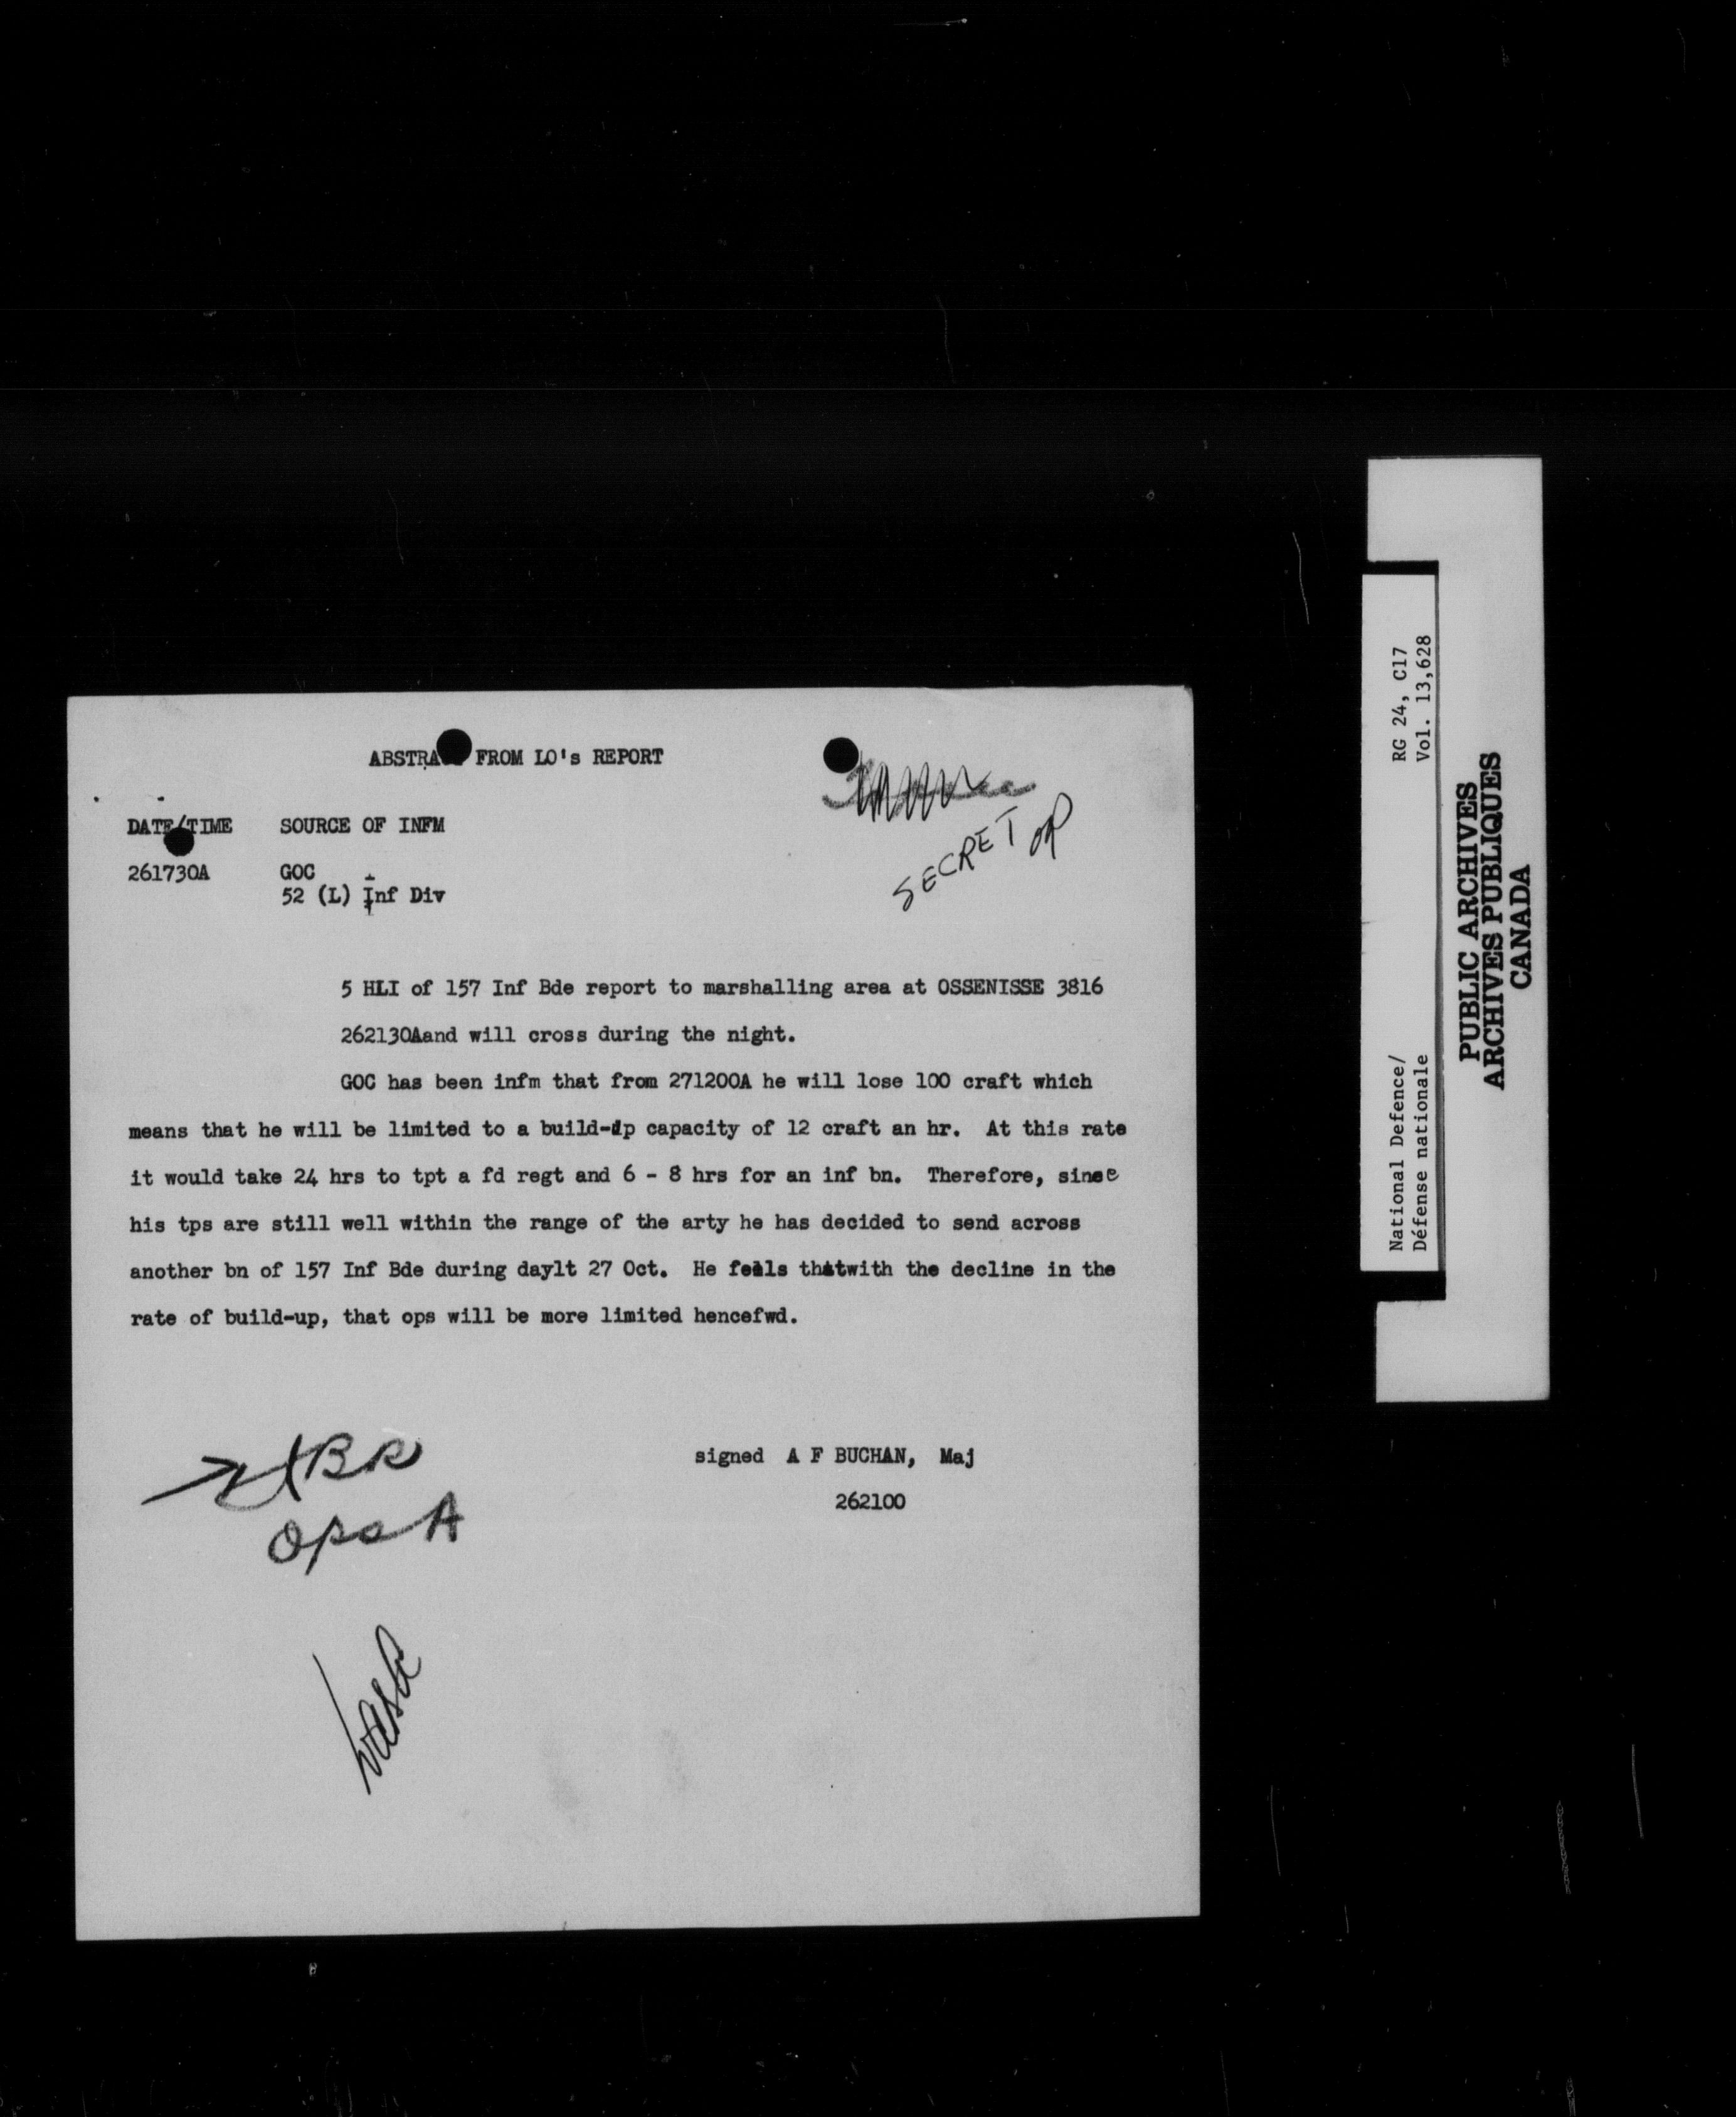 ABSTRA FROM LO's REPORT
DATE/TIME SOURCE OF INFM
SECRET
261730A GOC
52 (L) Inf Div
5 HLI of 157 Inf Bde report to marshalling area at OSSENISSE 3816
262130Aand will cross during the night.
GOC has been infm that from 271200A he will lose 100 craft which
means that he will be limited to a build-up capacity of 12 craft an hr. At this rate
it would take 24 hrs to tpt a fd regt and 6 - 8 hrs for an inf bn. Therefore, since
his tps are still well within the range of the arty he has decided to send across
another bn of 157 Inf Bde during daylt 27 Oct. He feels thatwith the decline in the
rate of build-up, that ops will be more limited hencefwd.
signed A F BUCHAN, Maj
262100
BR
Ops A
National Defence/ RG 24, C17
Défense nationale Vol. 13,628
PUBLIC ARCHIVES
ARCHIVES PUBLIQUES
CANADA